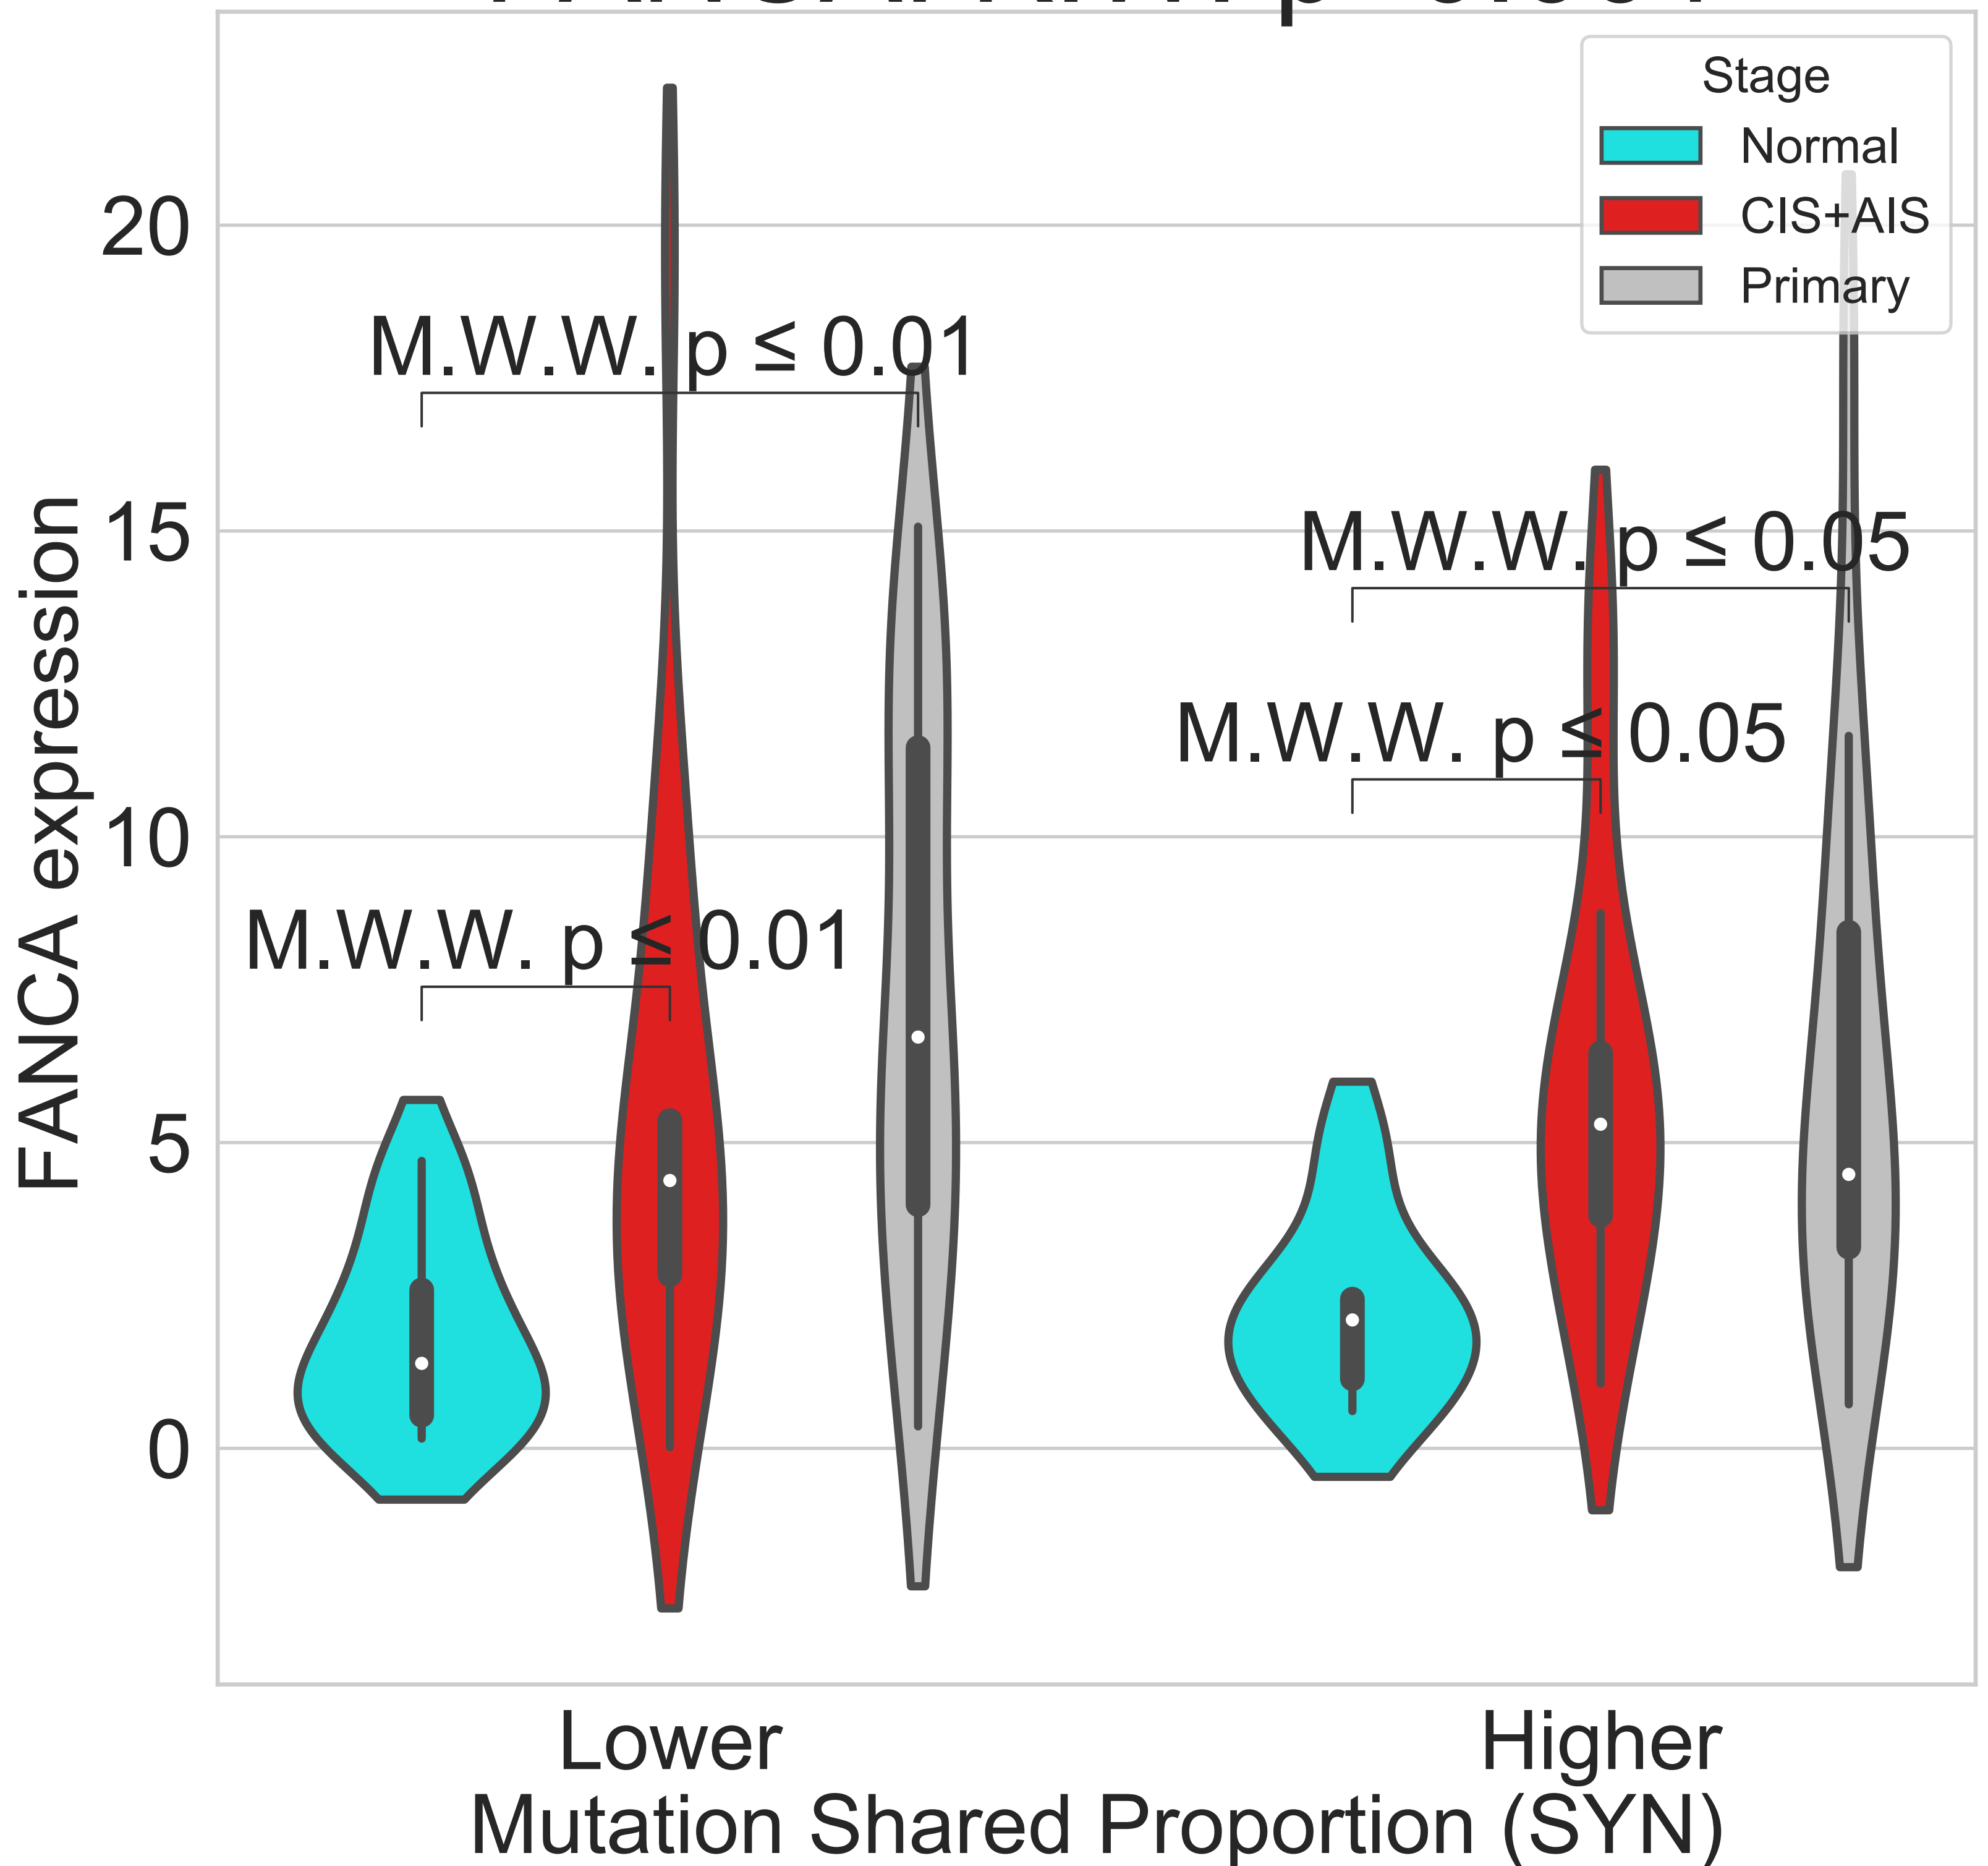 Stage
Normal
CIS+AIS
Primary
20
15
10
5
0
FANCA expression
M.W.W. p ≤ 0.01
M.W.W. p ≤ 0.05
M.W.W. p ≤ 0.05
M.W.W. p ≤ 0.01
Lower
Higher
Mutation Shared Proportion (SYN)